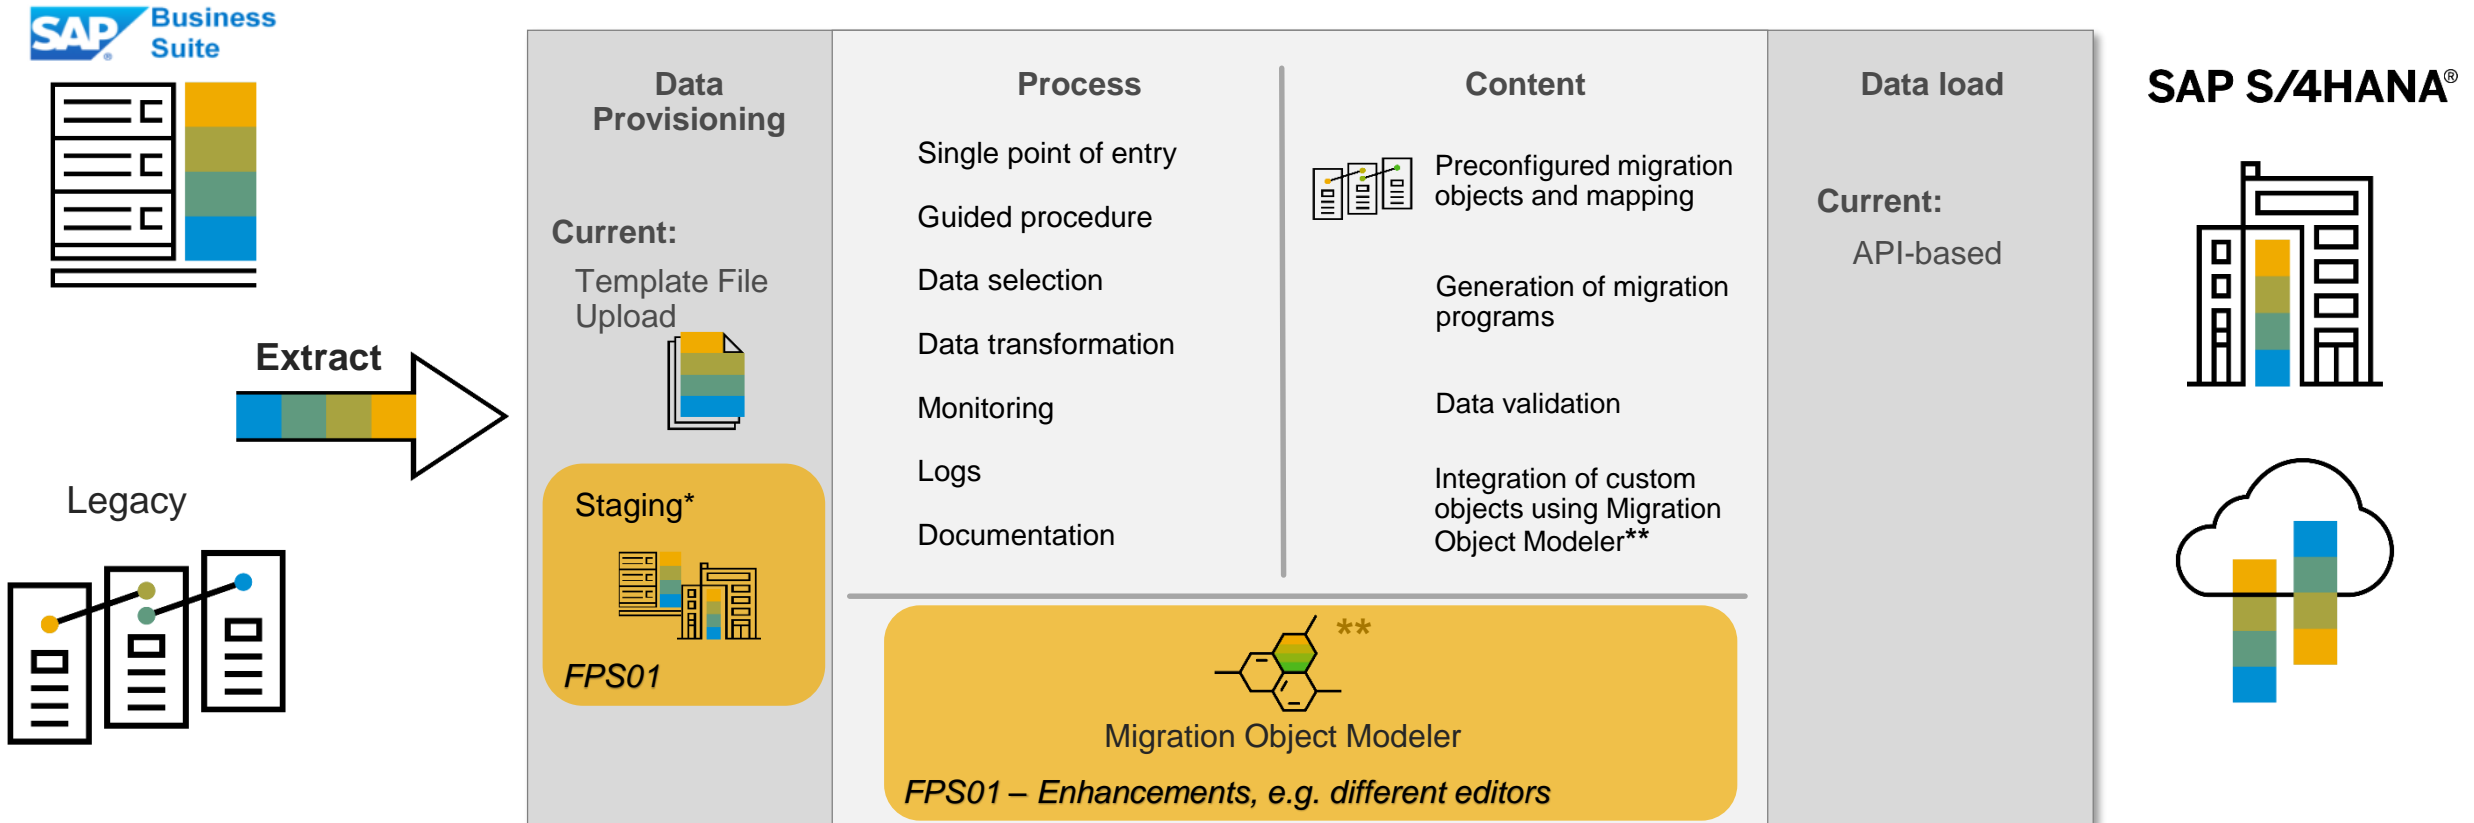 SAP Business
Suite
Extract
Legacy
Data
Provisioning
Current:
Template File
Upload
Staging*
FPS01
Process
Single point of entry
Guided procedure
Data selection
Data transformation
Monitoring
Logs
Documentation
Content
Preconfigured migration
objects and mapping
Generation of migration
programs
Data validation
Integration of custom
objects using Migration
Object Modeler**
**
Migration Object Modeler
FPS01 – Enhancements, e.g. different editors
Data load
Current:
API-based
SAP S/4HANA®